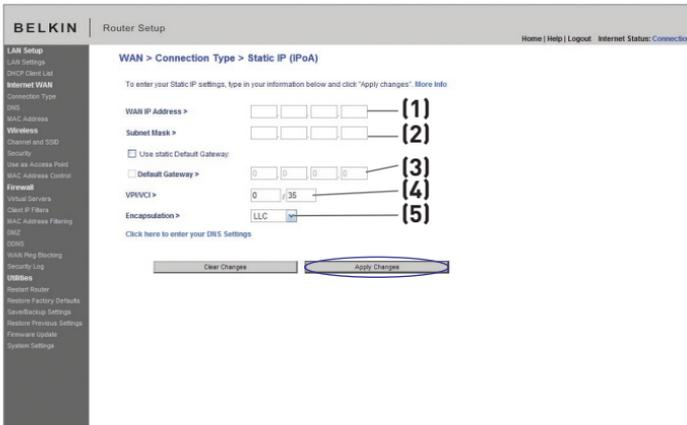 BELKIN
Router Setup
Home | Help | Logout Internet Status: Connection
LAN Setup
LAN Settings
DHCP Client List
Internet WAN
Connection Type
DNS
MAC Address
Wireless
Channel and SSID
Security
Use as Access Point
MAC Address Control
Firewall
Virtual Servers
Client IP Filters
MAC Address Filtering
DMZ
DDNS
WAN Ping Blocking
Security Log
Utilities
Restart Router
Restore Factory Defaults
Save/Backup Settings
Restore Previous Settings
Firmware Update
System Settings
WAN > Connection Type > Static IP (IPoA)
To enter your Static IP settings, type in your information below and click "Apply changes". More Info
WAN IP Address > . . . (1)
Subnet Mask > . . . (2)
Use static Default Gateway:
Default Gateway > 0 . 0 . 0 . 0 (3)
VPI/VCI > 0 / 35 (4)
Encapsulation > LLC (5)
Click here to enter your DNS Settings
Clear Changes Apply Changes